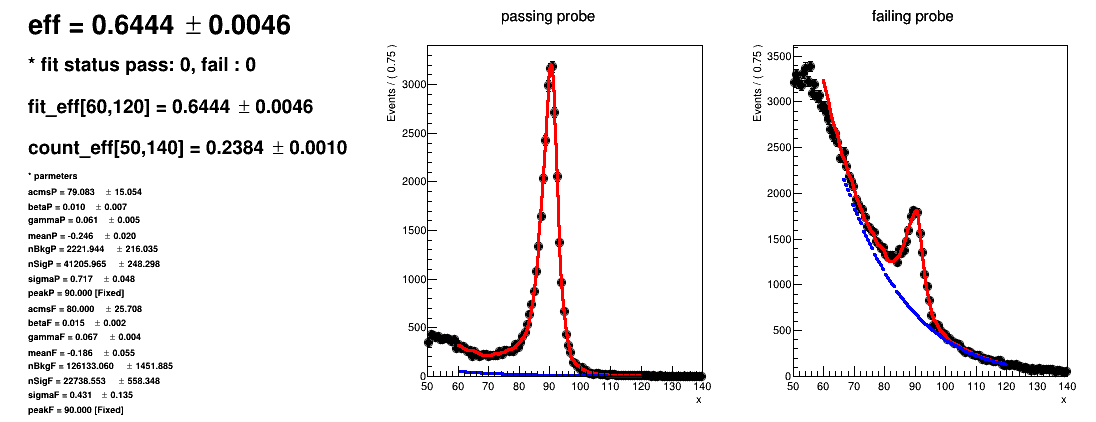 eff = 0.6444 ± 0.0046
* fit status pass: 0, fail : 0
fit_eff[60,120] = 0.6444 ± 0.0046
count_eff[50,140] = 0.2384 ± 0.0010
* parmeters
acmsP = 79.083 ± 15.054
betaP = 0.010 ± 0.007
gammaP = 0.061 ± 0.005
meanP = -0.246 ± 0.020
nBkgP = 2221.944 ± 216.035
nSigP = 41205.965 ± 248.298
sigmaP = 0.717 ± 0.048
peakP = 90.000 [Fixed]
acmsF = 80.000 ± 25.708
betaF = 0.015 ± 0.002
gammaF = 0.067 ± 0.004
meanF = -0.186 ± 0.055
nBkgF = 126133.060 ± 1451.885
nSigF = 22738.553 ± 558.348
sigmaF = 0.431 ± 0.135
peakF = 90.000 [Fixed]
passing probe
Events / ( 0.75 )
3000
2500
2000
1500
1000
500
0
50 60 70 80 90 100 110 120 130 140
x
failing probe
Events / ( 0.75 )
3500
3000
2500
2000
1500
1000
500
0
50 60 70 80 90 100 110 120 130 140
x